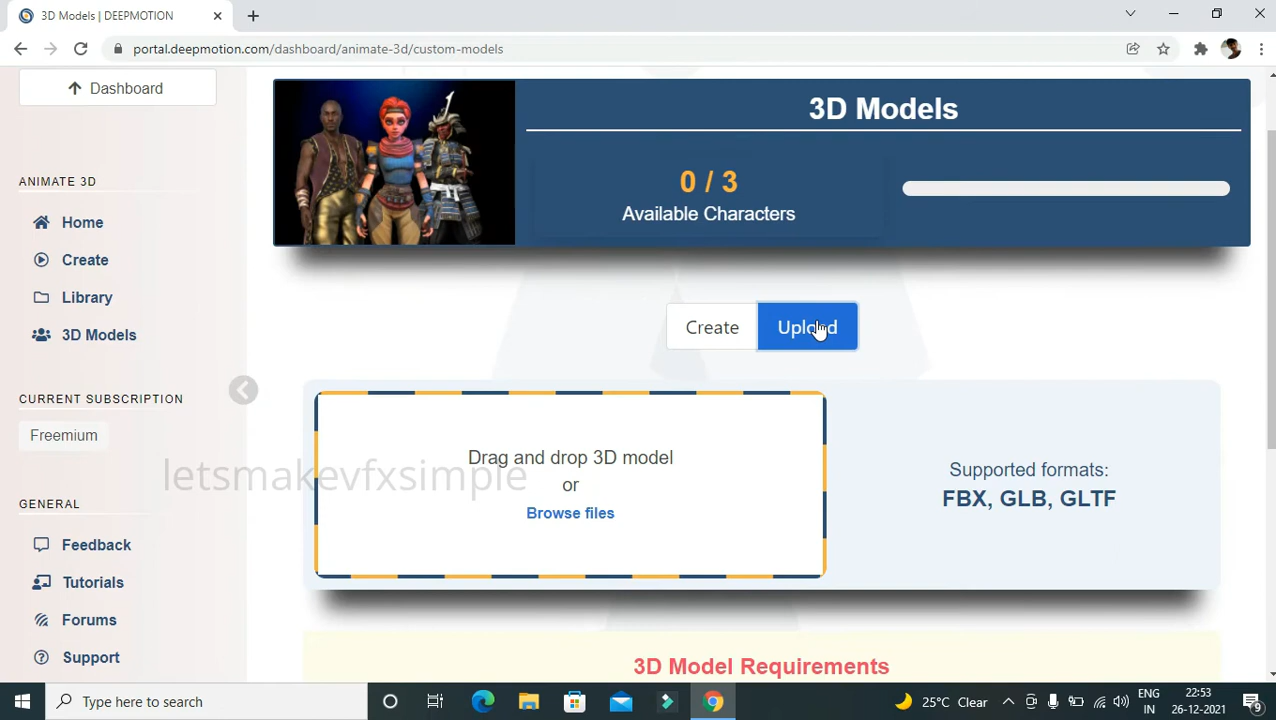 3D Models | DEEPMOTION
portal.deepmotion.com/dashboard/animate-3d/custom-models
Dashboard
ANIMATE 3D
Home
Create
Library
3D Models
CURRENT SUBSCRIPTION
Freemium
GENERAL
Feedback
Tutorials
Forums
Support
3D Models
0 / 3
Available Characters
Create
Upload
Drag and drop 3D model
or
Browse files
Supported formats:
FBX, GLB, GLTF
letsmakevfxsimple
3D Model Requirements
Type here to search
25°C Clear
ENG
IN
22:53
26-12-2021
9